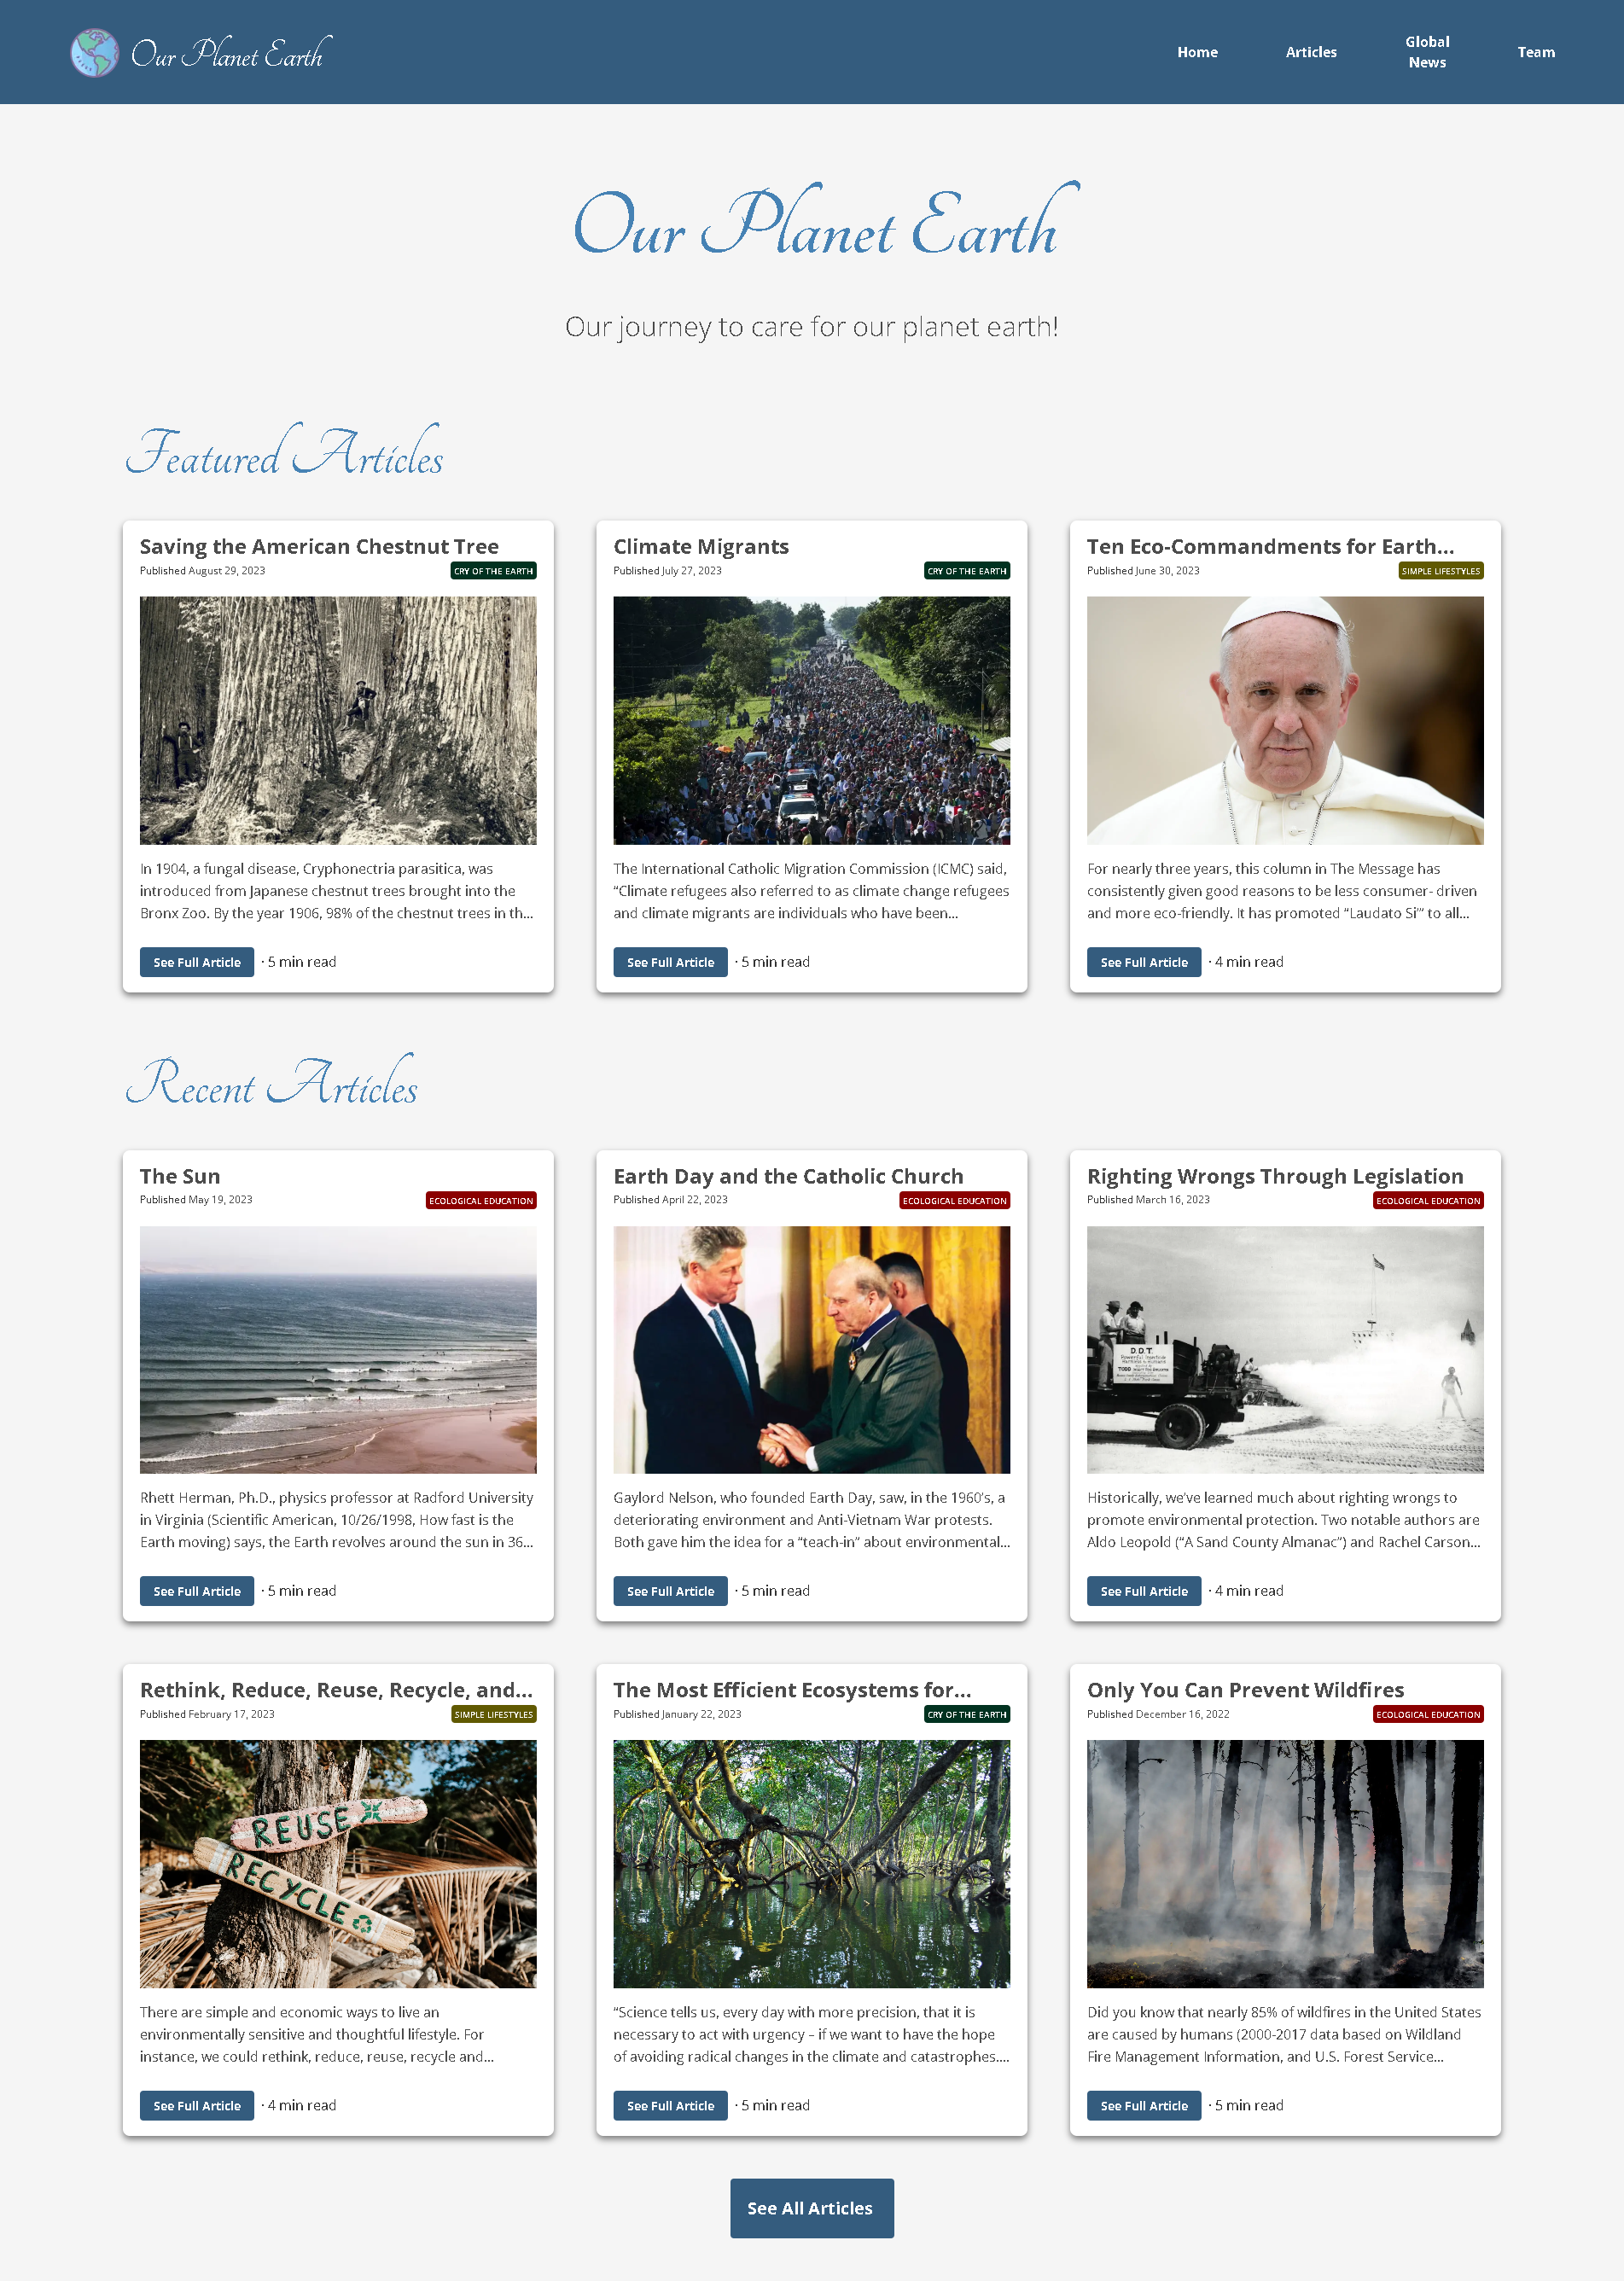 Our Planet Earth
Home
Articles
Global
News
Team
Our Planet Earth
Our journey to care for our planet earth!
Featured Articles
Saving the American Chestnut Tree
Published August 29, 2023
CRY OF THE EARTH
In 1904, a fungal disease, Cryphonectria parasitica, was
introduced from Japanese chestnut trees brought into the
Bronx Zoo. By the year 1906, 98% of the chestnut trees in th...
See Full Article · 5 min read
Climate Migrants
Published July 27, 2023
CRY OF THE EARTH
The International Catholic Migration Commission (ICMC) said,
“Climate refugees also referred to as climate change refugees
and climate migrants are individuals who have been...
See Full Article · 5 min read
Ten Eco-Commandments for Earth...
Published June 30, 2023
SIMPLE LIFESTYLES
For nearly three years, this column in The Message has
consistently given good reasons to be less consumer- driven
and more eco-friendly. It has promoted “Laudato Si’” to all...
See Full Article · 4 min read
Recent Articles
The Sun
Published May 19, 2023
ECOLOGICAL EDUCATION
Rhett Herman, Ph.D., physics professor at Radford University
in Virginia (Scientific American, 10/26/1998, How fast is the
Earth moving) says, the Earth revolves around the sun in 36...
See Full Article · 5 min read
Earth Day and the Catholic Church
Published April 22, 2023
ECOLOGICAL EDUCATION
Gaylord Nelson, who founded Earth Day, saw, in the 1960’s, a
deteriorating environment and Anti-Vietnam War protests.
Both gave him the idea for a “teach-in” about environmental...
See Full Article · 5 min read
Righting Wrongs Through Legislation
Published March 16, 2023
ECOLOGICAL EDUCATION
D.D.T.
Historically, we’ve learned much about righting wrongs to
promote environmental protection. Two notable authors are
Aldo Leopold (“A Sand County Almanac”) and Rachel Carson...
See Full Article · 4 min read
Rethink, Reduce, Reuse, Recycle, and...
Published February 17, 2023
SIMPLE LIFESTYLES
REUSE
RECYCLE
There are simple and economic ways to live an
environmentally sensitive and thoughtful lifestyle. For
instance, we could rethink, reduce, reuse, recycle and...
See Full Article · 4 min read
The Most Efficient Ecosystems for...
Published January 22, 2023
CRY OF THE EARTH
“Science tells us, every day with more precision, that it is
necessary to act with urgency – if we want to have the hope
of avoiding radical changes in the climate and catastrophes....
See Full Article · 5 min read
Only You Can Prevent Wildfires
Published December 16, 2022
ECOLOGICAL EDUCATION
Did you know that nearly 85% of wildfires in the United States
are caused by humans (2000-2017 data based on Wildland
Fire Management Information, and U.S. Forest Service...
See Full Article · 5 min read
See All Articles